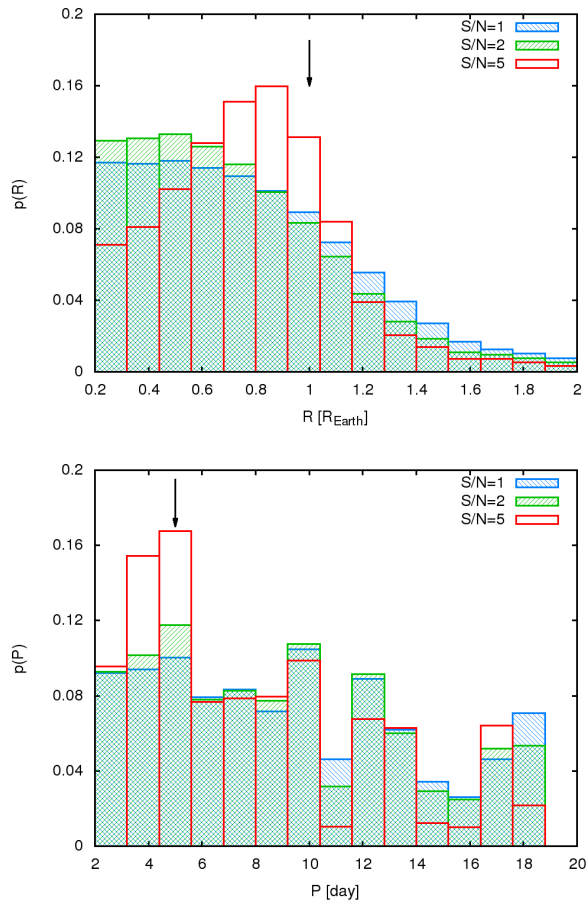 S/N=1
S/N=2
S/N=5
p(R)
0.2
0.16
0.12
0.08
0.04
0
0.2 0.4 0.6 0.8 1 1.2 1.4 1.6 1.8 2
R [R_Earth]
S/N=1
S/N=2
S/N=5
p(P)
0.2
0.16
0.12
0.08
0.04
0
2 4 6 8 10 12 14 16 18 20
P [day]